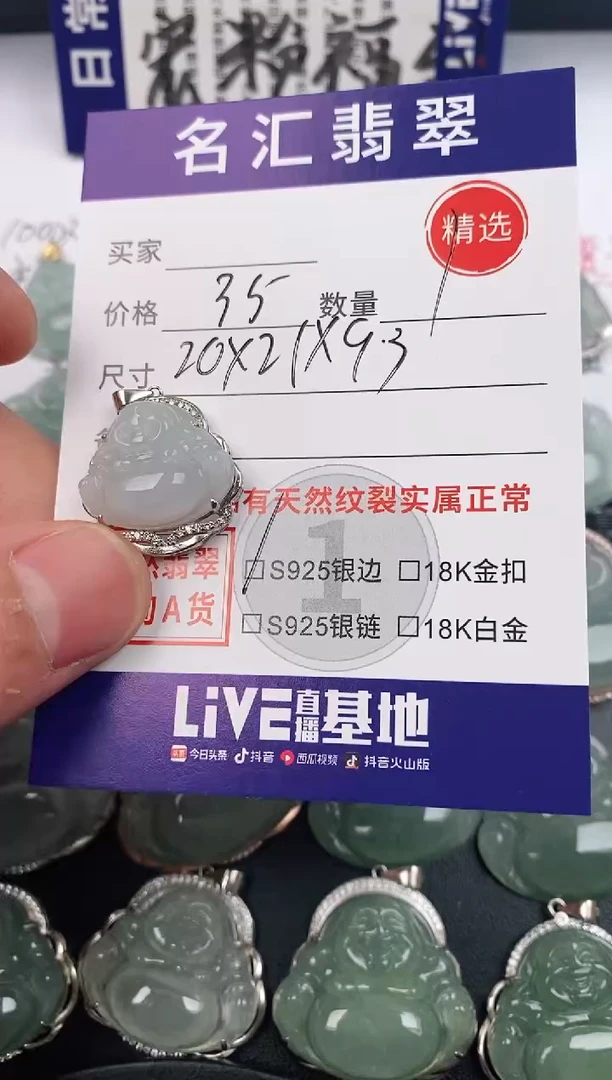 日常
LiVE
名汇翡翠
精选
买家
价格 35 数量 1
尺寸 20X21X9.3
有天然纹裂实属正常
翡翠
A货
1
□S925银边 □18K金扣
□S925银链 □18K白金
LiVE直播基地
今日头条 抖音 西瓜视频 抖音火山版